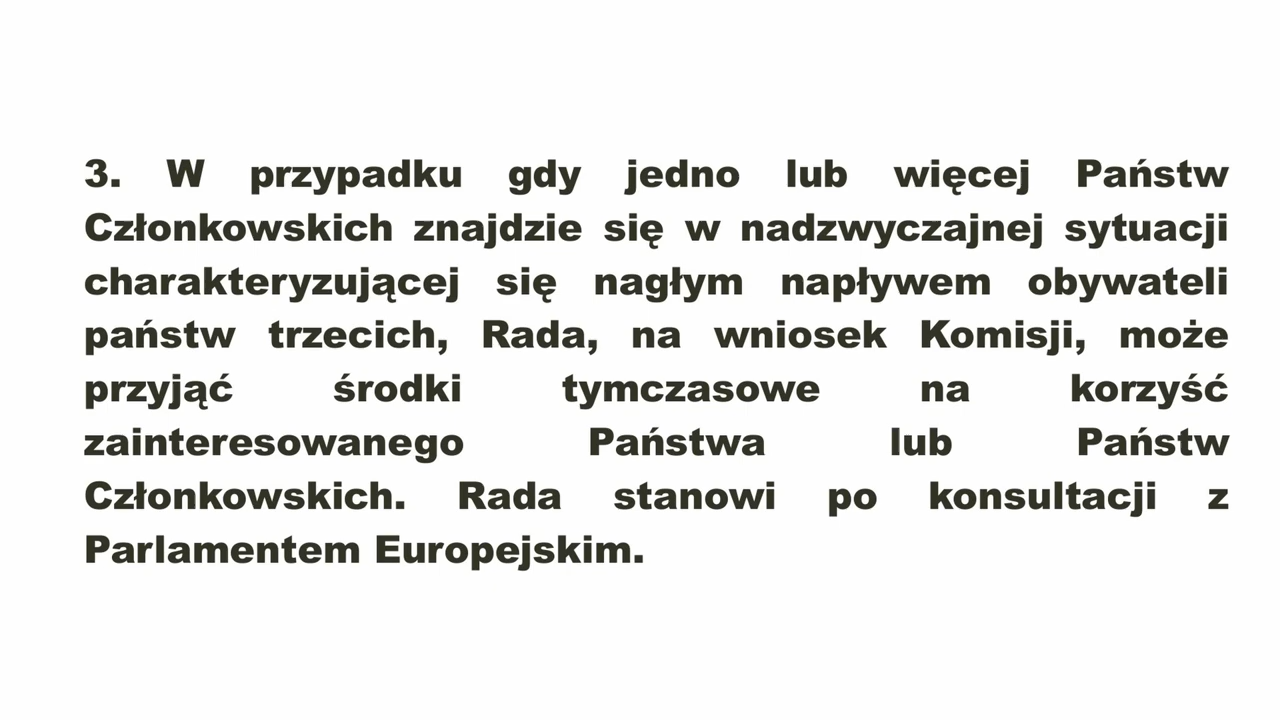 3. W przypadku gdy jedno lub więcej Państw
Członkowskich znajdzie się w nadzwyczajnej sytuacji
charakteryzującej się nagłym napływem obywateli
państw trzecich, Rada, na wniosek Komisji, może
przyjąć środki tymczasowe na korzyść
zainteresowanego Państwa lub Państw
Członkowskich. Rada stanowi po konsultacji z
Parlamentem Europejskim.